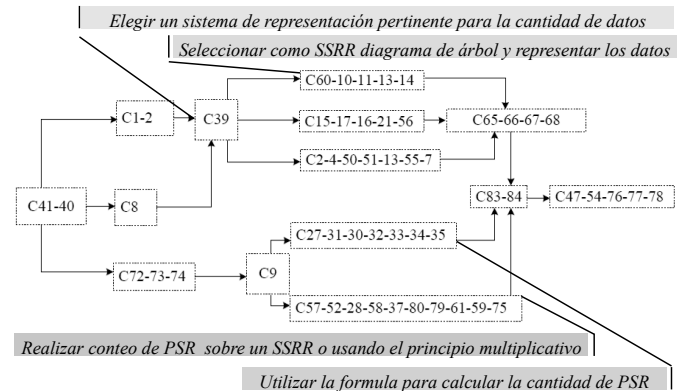 Elegir un sistema de representación pertinente para la cantidad de datos
Seleccionar como SSRR diagrama de árbol y representar los datos
C60-10-11-13-14
C1-2
C39
C15-17-16-21-56
C65-66-67-68
C2-4-50-51-13-55-7
C41-40
C8
C83-84
C47-54-76-77-78
C27-31-30-32-33-34-35
C72-73-74
C9
C57-52-28-58-37-80-79-61-59-75
Realizar conteo de PSR sobre un SSRR o usando el principio multiplicativo
Utilizar la formula para calcular la cantidad de PSR